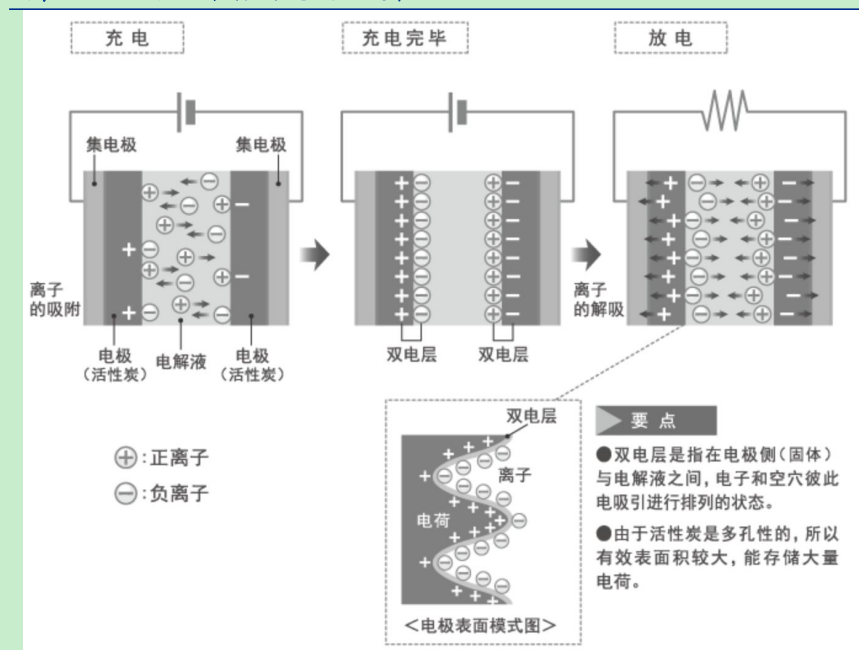 充电
充电完毕
放电
集电极
集电极
离子
的吸附
离子
的解吸
电极
（活性炭）
电解液
电极
（活性炭）
双电层
双电层
⊕:正离子
⊖:负离子
双电层
离子
电荷
<电极表面模式图>
要点
●双电层是指在电极侧(固体)
与电解液之间，电子和空穴彼此
电吸引进行排列的状态。
●由于活性炭是多孔性的，所以
有效表面积较大，能存储大量
电荷。